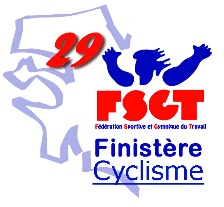 29
FSGT
Fédération Sportive et Gymnique du Travail
Finistère
Cyclisme